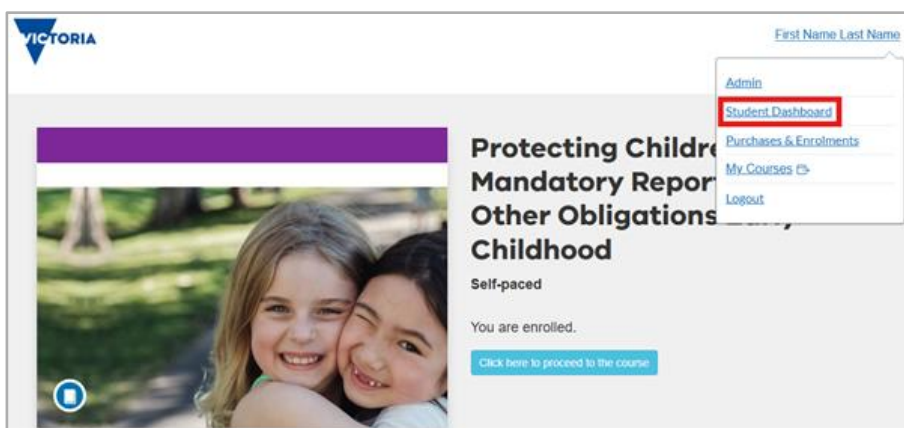 VICTORIA
First Name Last Name
Admin
Student Dashboard
Purchases & Enrolments
My Courses
Logout
Protecting Childre
Mandatory Repor
Other Obligations
Childhood
Self-paced
You are enrolled.
Click here to proceed to the course